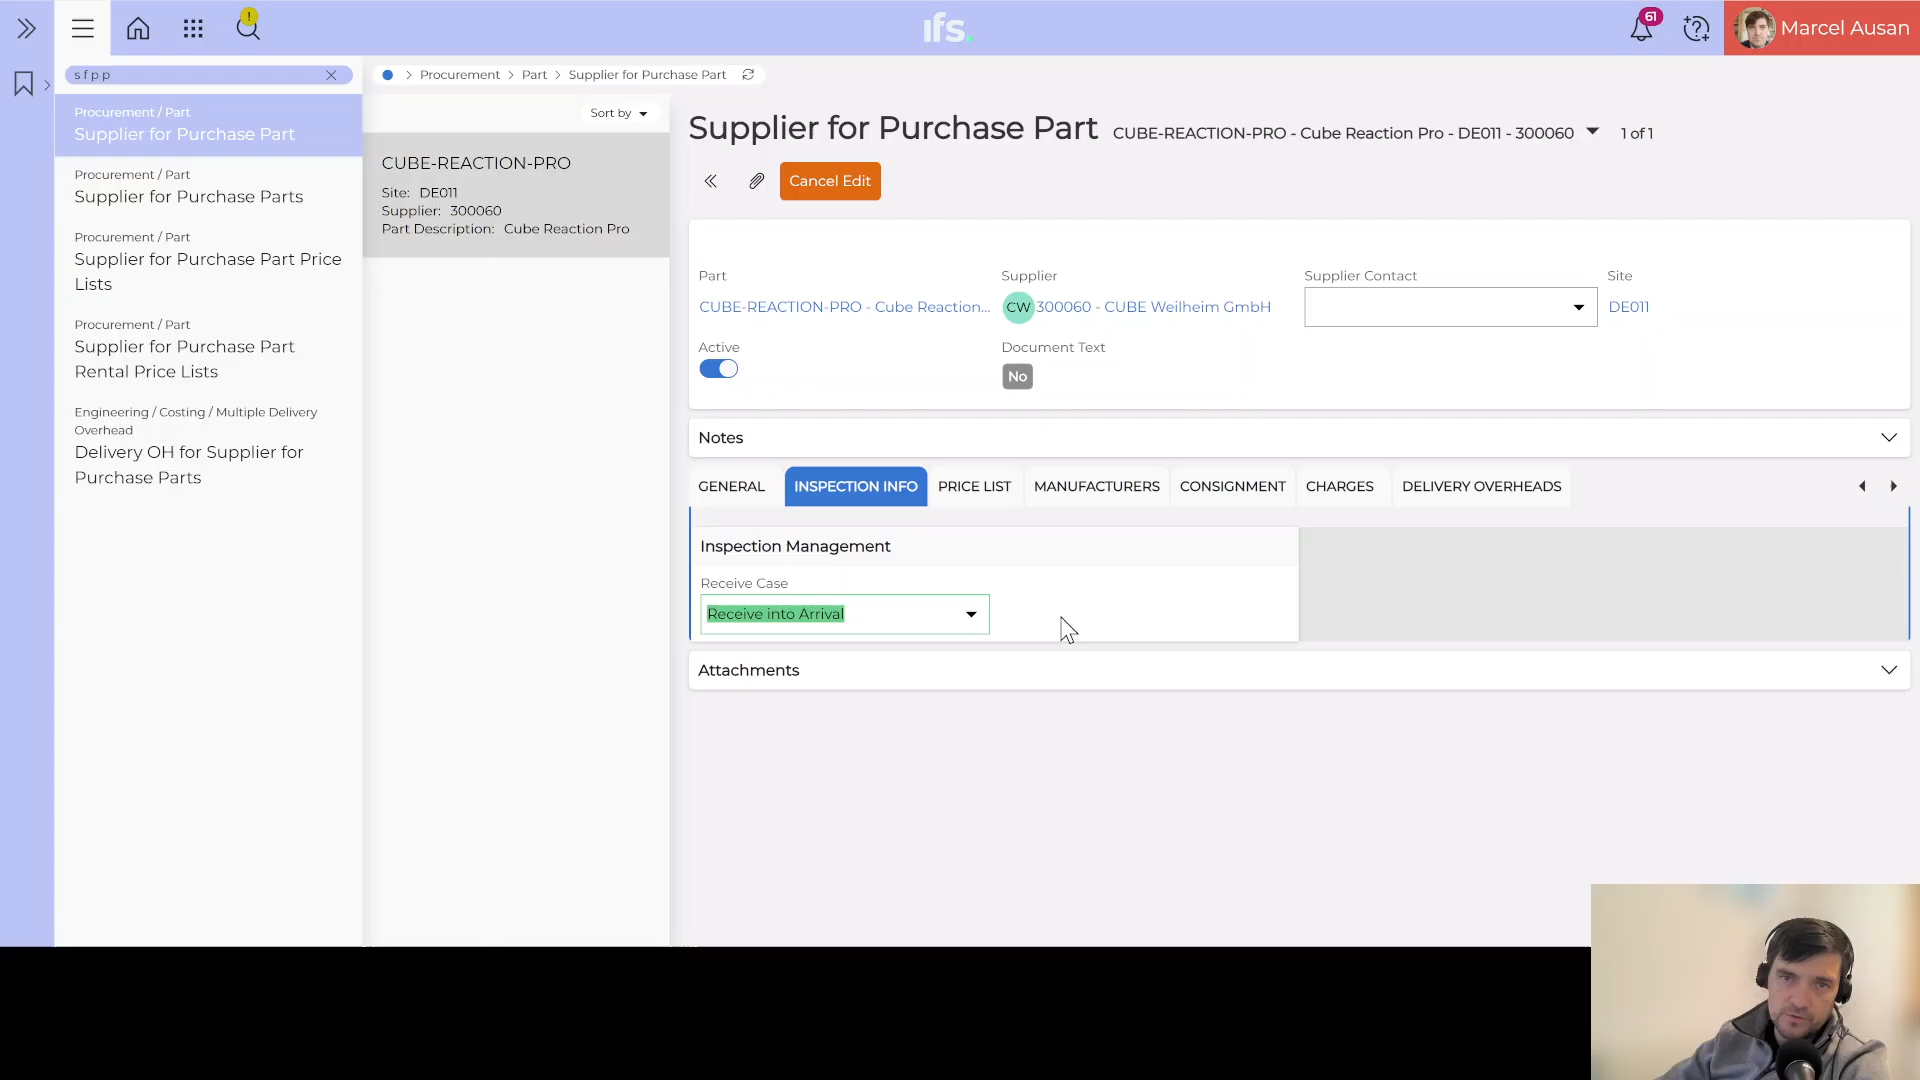 !
ifs.
61
Marcel Ausan
s f p p
Procurement / Part
Supplier for Purchase Part
Procurement / Part
Supplier for Purchase Parts
Procurement / Part
Supplier for Purchase Part Price
Lists
Procurement / Part
Supplier for Purchase Part
Rental Price Lists
Engineering / Costing / Multiple Delivery
Overhead
Delivery OH for Supplier for
Purchase Parts
Procurement
Part
Supplier for Purchase Part
Sort by
CUBE-REACTION-PRO
Site: DE011
Supplier: 300060
Part Description: Cube Reaction Pro
Supplier for Purchase Part
CUBE-REACTION-PRO - Cube Reaction Pro - DE011 - 300060
1 of 1
Cancel Edit
Part
Supplier
Supplier Contact
Site
CUBE-REACTION-PRO - Cube Reaction...
CW
300060 - CUBE Weilheim GmbH
DE011
Active
Document Text
No
Notes
GENERAL
INSPECTION INFO
PRICE LIST
MANUFACTURERS
CONSIGNMENT
CHARGES
DELIVERY OVERHEADS
Inspection Management
Receive Case
Receive into Arrival
Attachments